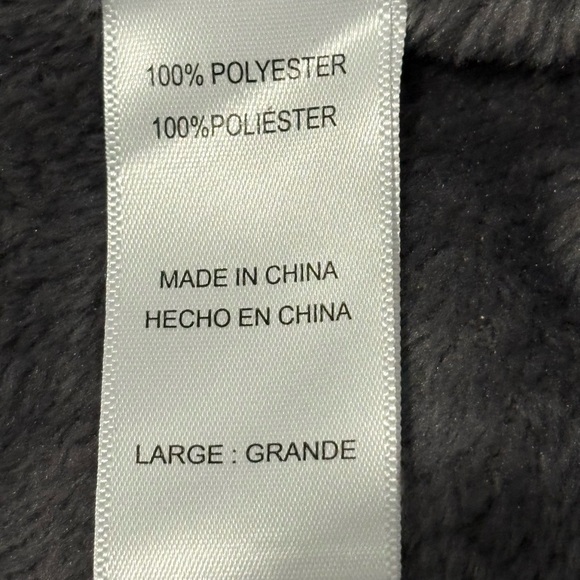 100% POLYESTER
100%POLIÉSTER
MADE IN CHINA
HECHO EN CHINA
LARGE : GRANDE